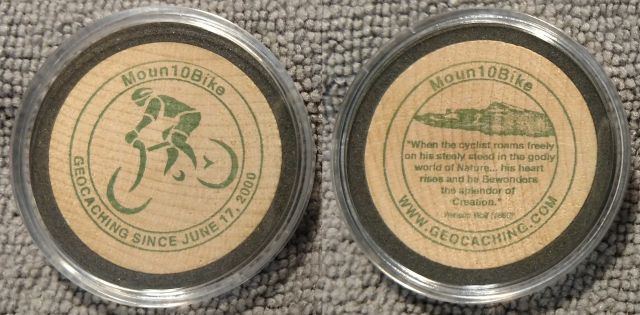 Moun10Bike
GEOCACHING SINCE JUNE 17, 2000
Moun10Bike
"When the cyclist roams freely
on his steely steed in the godly
world of Nature... his heart
rises and he Bewonders
the splendor of
Creation."
Wolf
WWW.GEOCACHING.COM